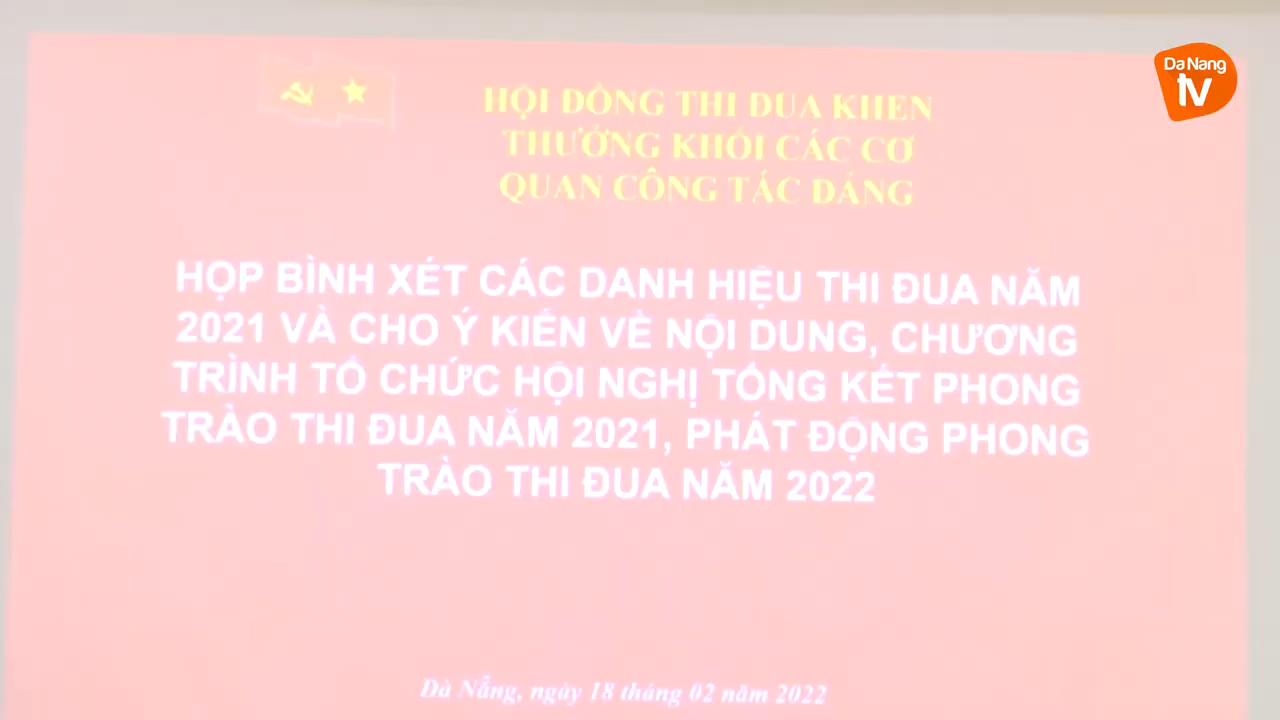 Da Nang
tv
HỘI ĐỒNG THI ĐUA KHEN
THƯỞNG KHỐI CÁC CƠ
QUAN CÔNG TÁC ĐẢNG
HỌP BÌNH XÉT CÁC DANH HIỆU THI ĐUA NĂM
2021 VÀ CHO Ý KIẾN VỀ NỘI DUNG, CHƯƠNG
TRÌNH TỔ CHỨC HỘI NGHỊ TỔNG KẾT PHONG
TRÀO THI ĐUA NĂM 2021, PHÁT ĐỘNG PHONG
TRÀO THI ĐUA NĂM 2022
Đà Nẵng, ngày 18 tháng 02 năm 2022